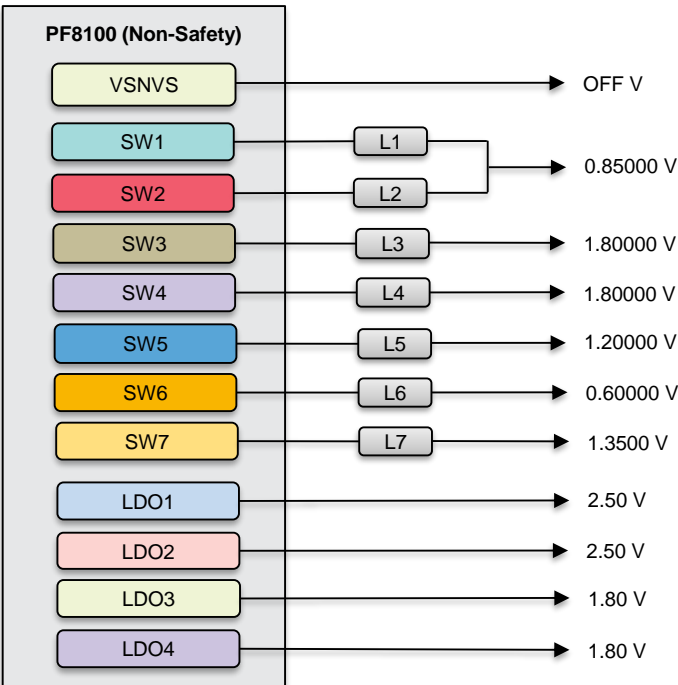 PF8100 (Non-Safety)
VSNVS OFF V
SW1 L1
0.85000 V
SW2 L2
SW3 L3 1.80000 V
SW4 L4 1.80000 V
SW5 L5 1.20000 V
SW6 L6 0.60000 V
SW7 L7 1.3500 V
LDO1 2.50 V
LDO2 2.50 V
LDO3 1.80 V
LDO4 1.80 V